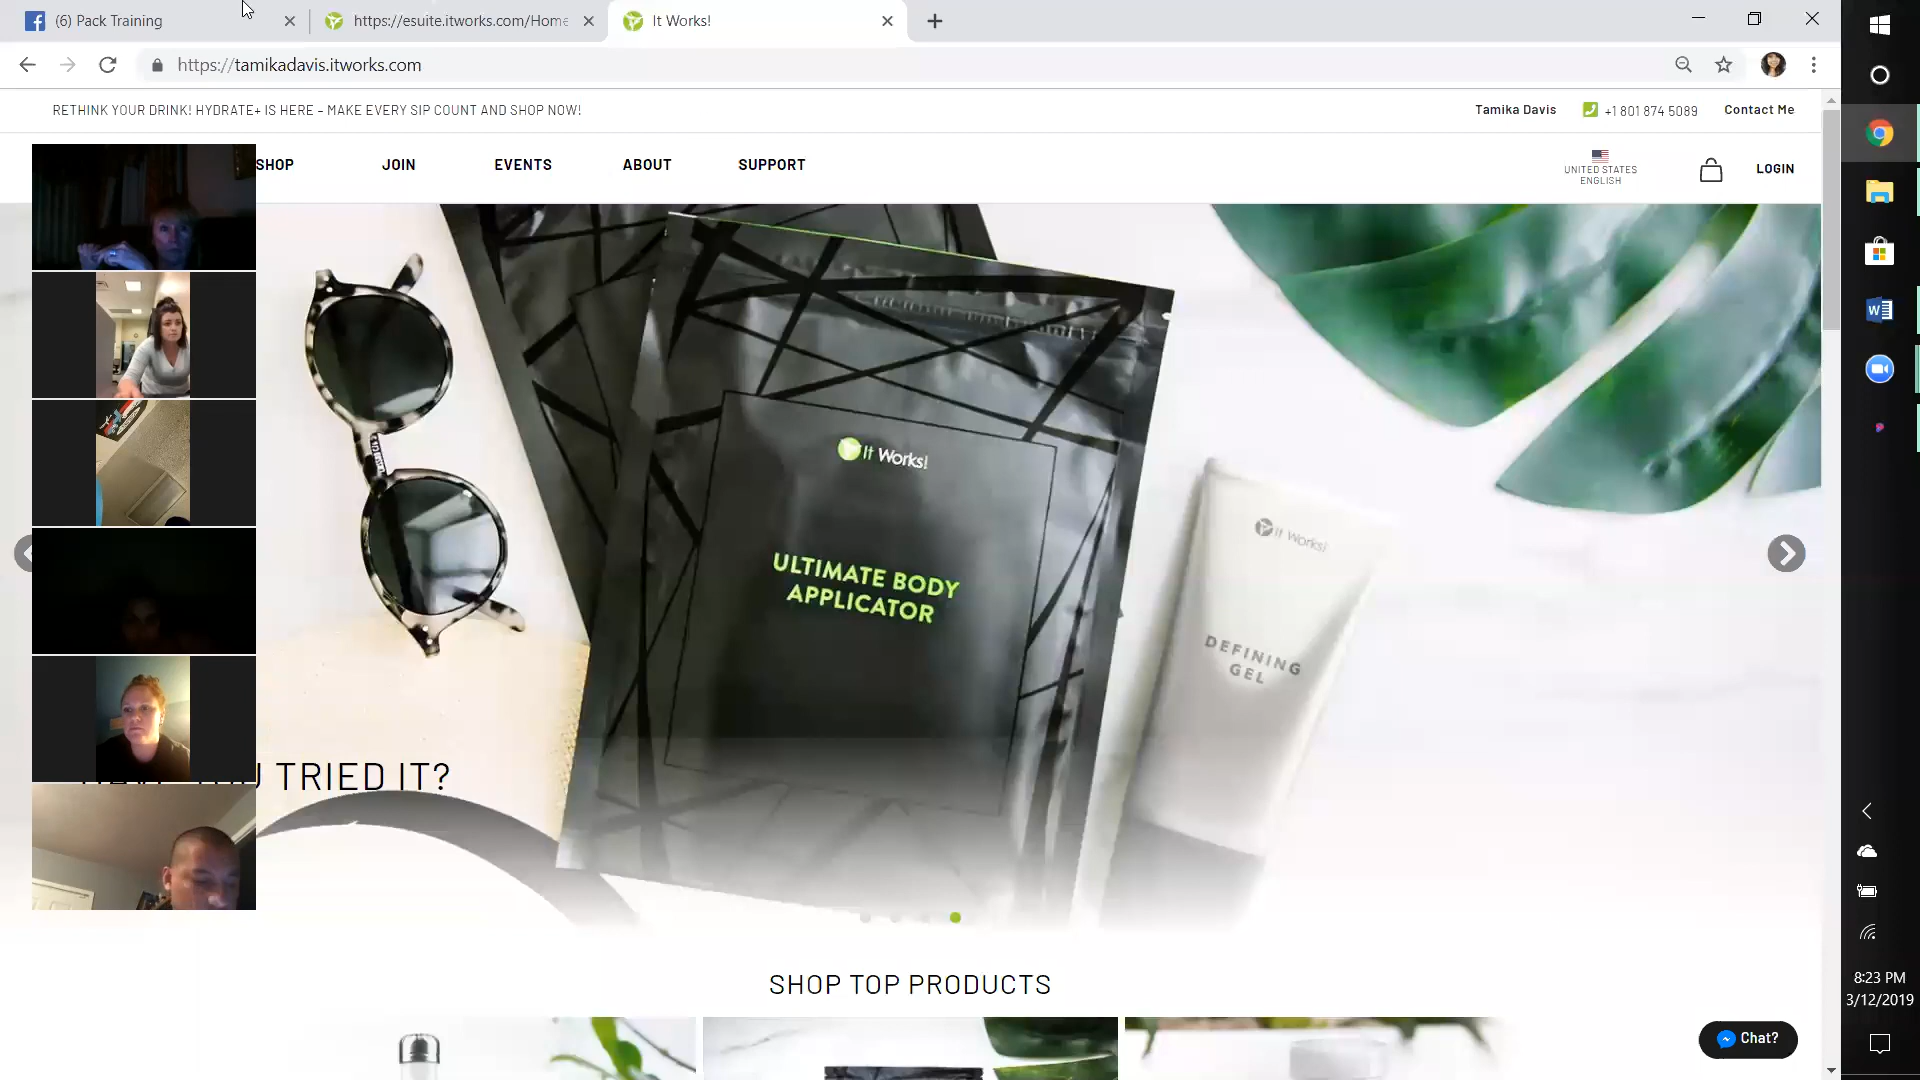 (6) Pack Training
https://esuite.itworks.com/Home
It Works!
https://tamikadavis.itworks.com
RETHINK YOUR DRINK! HYDRATE+ IS HERE – MAKE EVERY SIP COUNT AND SHOP NOW!
Tamika Davis
+1 801 874 5089
Contact Me
SHOP
JOIN
EVENTS
ABOUT
SUPPORT
UNITED STATES
ENGLISH
LOGIN
It Works!
ULTIMATE BODY
APPLICATOR
It Works!
DEFINING
GEL
TRIED IT?
SHOP TOP PRODUCTS
Chat?
8:23 PM
3/12/2019